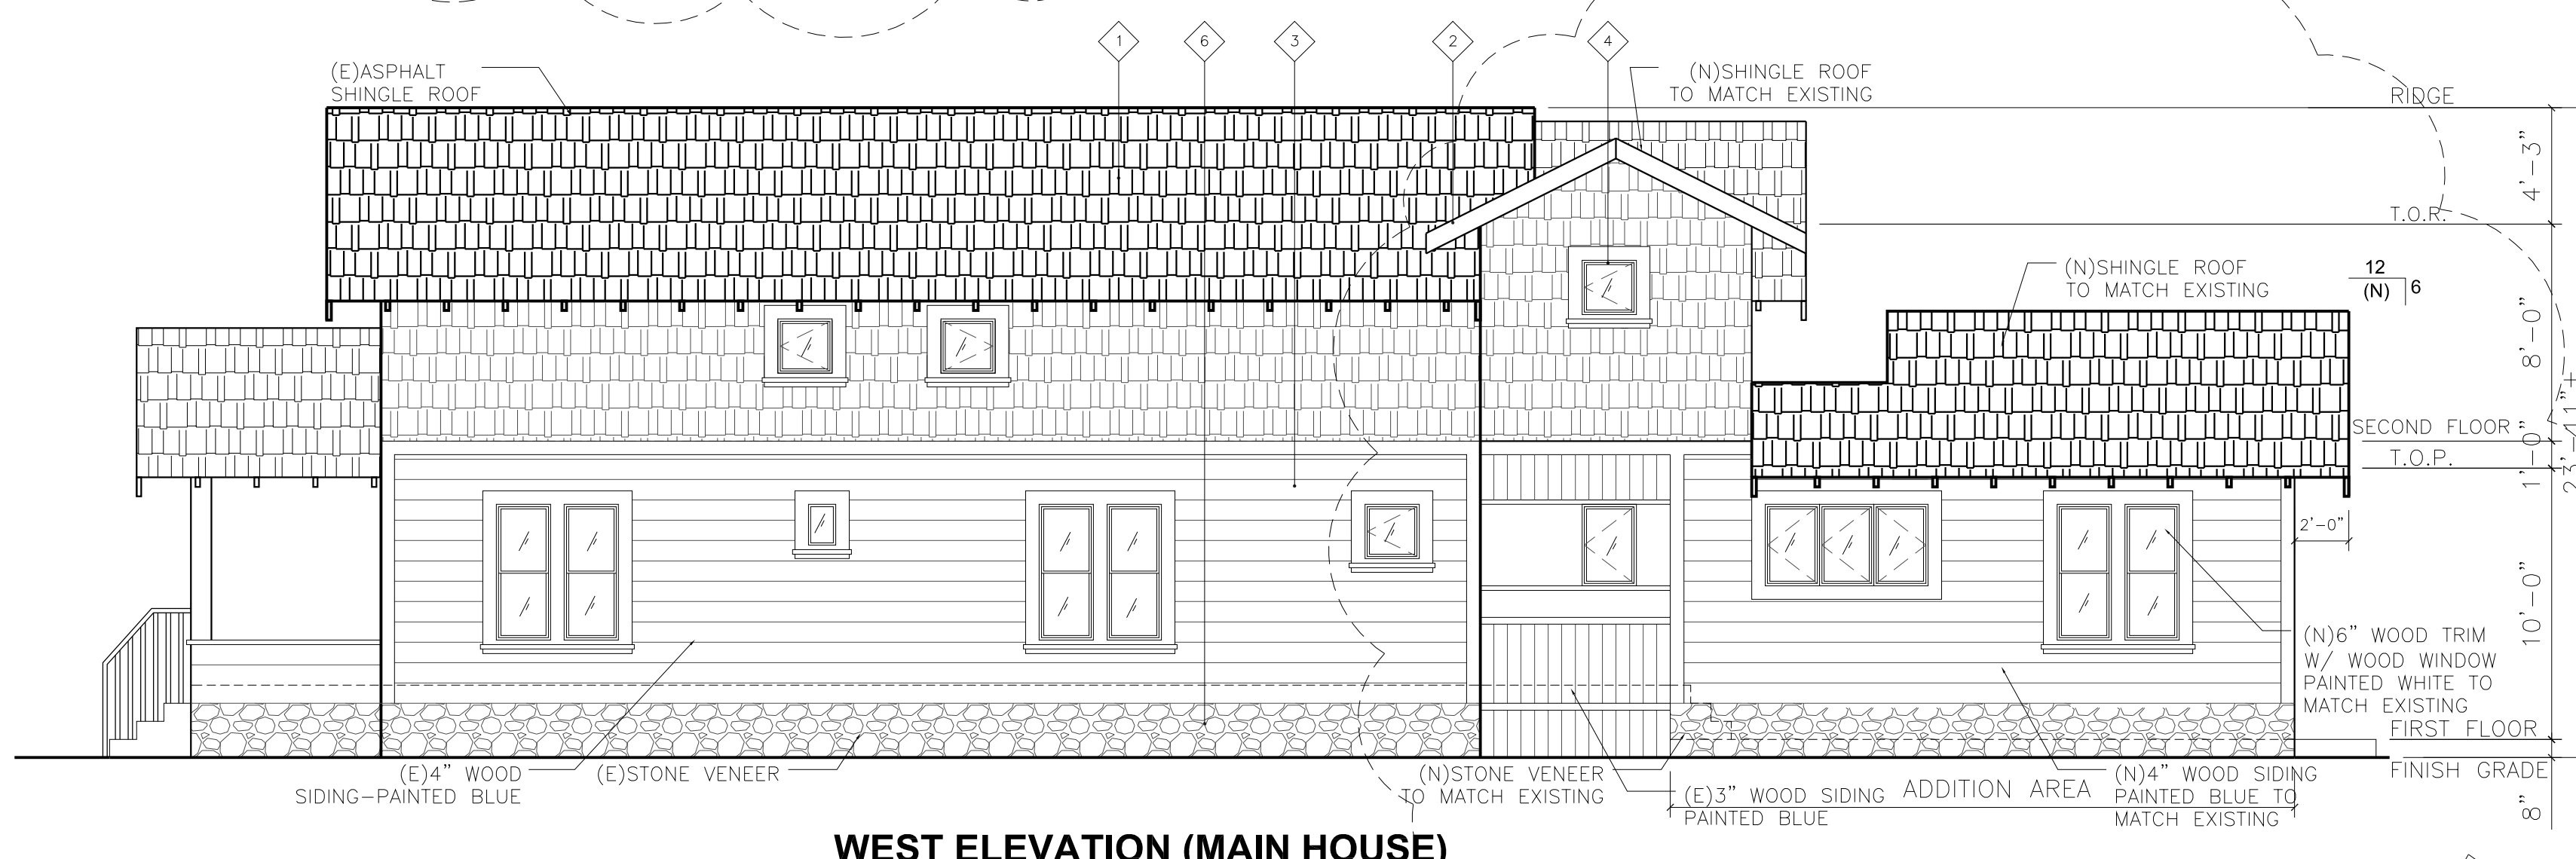 1
6
3
2
4
(E)ASPHALT
SHINGLE ROOF
(N)SHINGLE ROOF
TO MATCH EXISTING
RIDGE
4'-3"
T.O.R.
(N)SHINGLE ROOF
TO MATCH EXISTING
12
(N) 6
8'-0"
SECOND FLOOR
1'-0"
T.O.P.
23'-11"+
2'-0"
10'-0"
(N)6" WOOD TRIM
W/ WOOD WINDOW
PAINTED WHITE TO
MATCH EXISTING
FIRST FLOOR
FINISH GRADE
8"
(E)4" WOOD
SIDING-PAINTED BLUE
(E)STONE VENEER
(N)STONE VENEER
TO MATCH EXISTING
(E)3" WOOD SIDING
PAINTED BLUE
ADDITION AREA
(N)4" WOOD SIDING
PAINTED BLUE TO
MATCH EXISTING
WEST ELEVATION (MAIN HOUSE)